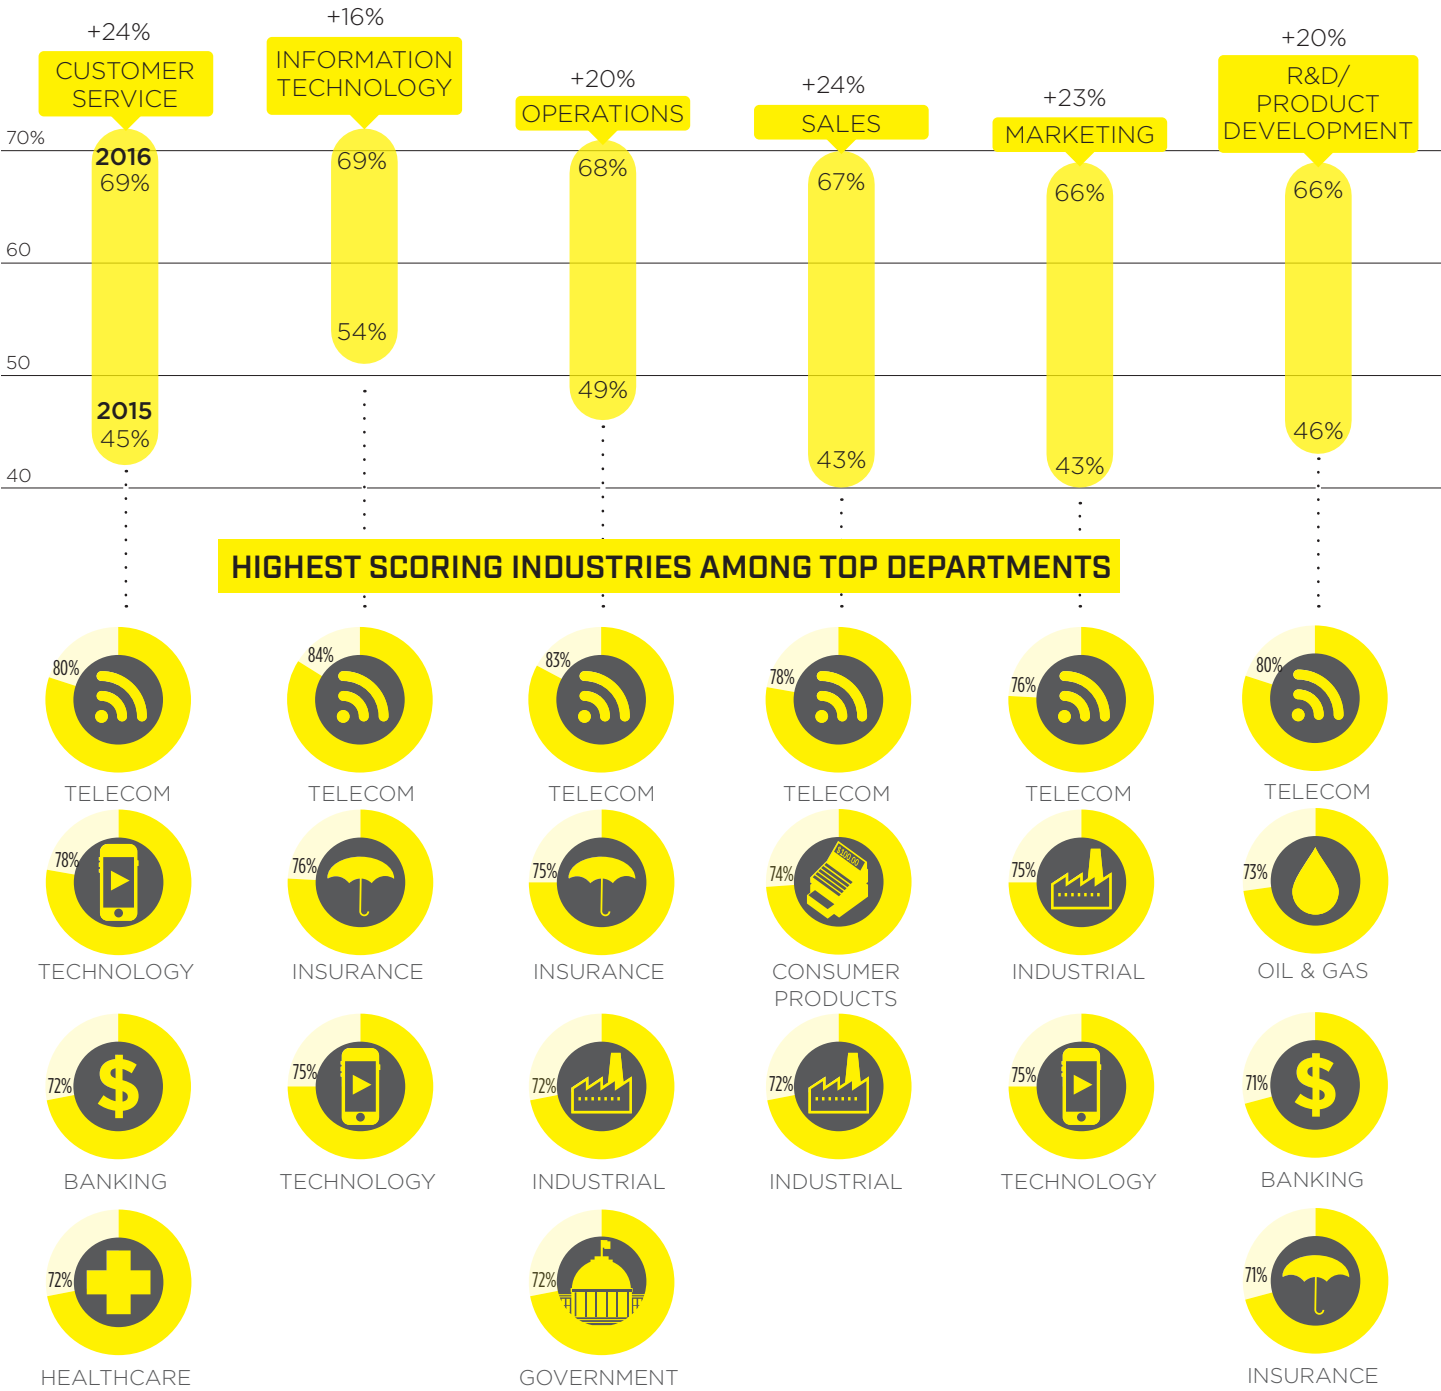 +24%
CUSTOMER
SERVICE
+16%
INFORMATION
TECHNOLOGY
+20%
OPERATIONS
+24%
SALES
+23%
MARKETING
+20%
R&D/
PRODUCT
DEVELOPMENT
70%
60
50
40
2016
69%
2015
45%
69%
54%
68%
49%
67%
43%
66%
43%
66%
46%
HIGHEST SCORING INDUSTRIES AMONG TOP DEPARTMENTS
80%
TELECOM
84%
TELECOM
83%
TELECOM
78%
TELECOM
76%
TELECOM
80%
TELECOM
78%
TECHNOLOGY
76%
INSURANCE
75%
INSURANCE
74%
$100.00
CONSUMER
PRODUCTS
75%
INDUSTRIAL
73%
OIL & GAS
72%
BANKING
75%
TECHNOLOGY
72%
INDUSTRIAL
72%
INDUSTRIAL
75%
TECHNOLOGY
71%
BANKING
72%
HEALTHCARE
72%
GOVERNMENT
71%
INSURANCE